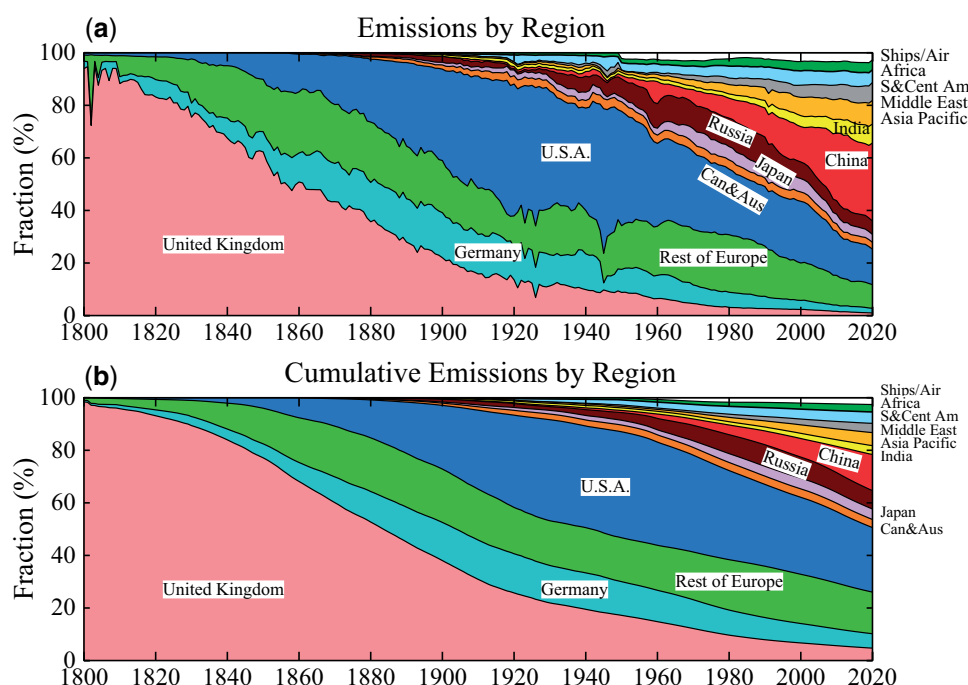 (a)
Emissions by Region
Fraction (%)
100
80
60
40
20
0
1800 1820 1840 1860 1880 1900 1920 1940 1960 1980 2000 2020
United Kingdom
Germany
Rest of Europe
U.S.A.
Can&Aus
Japan
Russia
China
India
Ships/Air
Africa
S&Cent Am
Middle East
Asia Pacific
(b)
Cumulative Emissions by Region
Fraction (%)
100
80
60
40
20
0
1800 1820 1840 1860 1880 1900 1920 1940 1960 1980 2000 2020
United Kingdom
Germany
Rest of Europe
U.S.A.
Russia
China
Ships/Air
Africa
S&Cent Am
Middle East
Asia Pacific
India
Japan
Can&Aus